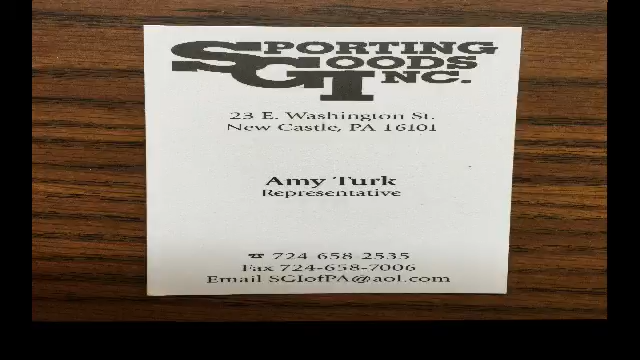 SPORTING
GOODS
INC.
23 E. Washington St.
New Castle, PA 16101
Amy Turk
Representative
☎ 724-658-2535
Fax 724-658-7006
Email SGIofPA@aol.com